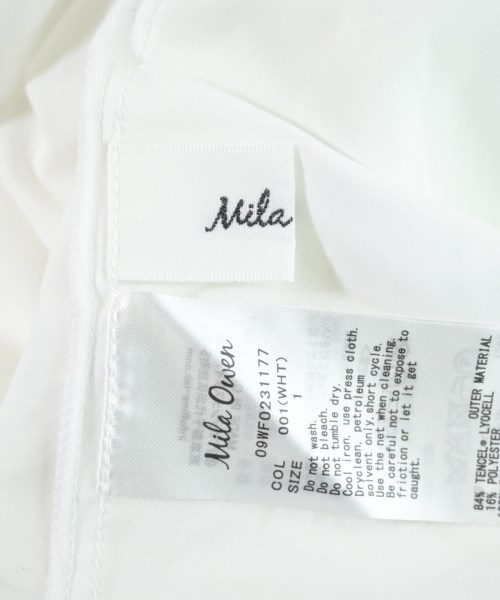 Mila
Mila Owen
09WF0231177
COL 001(WHT)
SIZE 1
Do not wash.
Do not bleach.
Do not tumble dry.
Cool iron, use press cloth.
Dryclean, petroleum
solvent only, short cycle.
Use the net when cleaning.
Be careful not to expose to
friction or let it get
caught.
OUTER MATERIAL
84% TENCEL® LYOCELL
16% POLYESTER